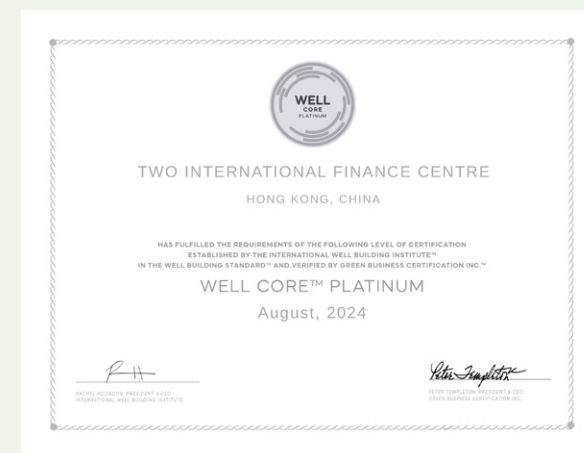 WELL
CORE
PLATINUM
TWO INTERNATIONAL FINANCE CENTRE
HONG KONG, CHINA
HAS FULFILLED THE REQUIREMENTS OF THE FOLLOWING LEVEL OF CERTIFICATION
ESTABLISHED BY THE INTERNATIONAL WELL BUILDING INSTITUTE™
IN THE WELL BUILDING STANDARD™ AND VERIFIED BY GREEN BUSINESS CERTIFICATION INC.™
WELL CORE™ PLATINUM
August, 2024
Peter Templeton
RACHEL HODGDON, PRESIDENT & CEO
INTERNATIONAL WELL BUILDING INSTITUTE
PETER TEMPLETON, PRESIDENT & CEO
GREEN BUSINESS CERTIFICATION INC.